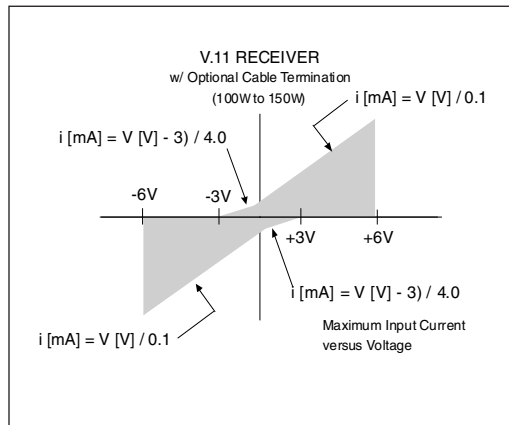 V.11 RECEIVER
w/ Optional Cable Termination
(100W to 150W)
i [mA] = V [V] / 0.1
i [mA] = V [V] - 3) / 4.0
-6V
-3V
+3V
+6V
i [mA] = V [V] - 3) / 4.0
i [mA] = V [V] / 0.1
Maximum Input Current
versus Voltage